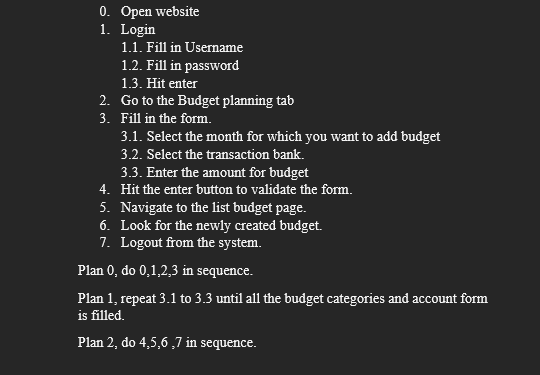 0. Open website
1. Login
1.1. Fill in Username
1.2. Fill in password
1.3. Hit enter
2. Go to the Budget planning tab
3. Fill in the form.
3.1. Select the month for which you want to add budget
3.2. Select the transaction bank.
3.3. Enter the amount for budget
4. Hit the enter button to validate the form.
5. Navigate to the list budget page.
6. Look for the newly created budget.
7. Logout from the system.
Plan 0, do 0,1,2,3 in sequence.
Plan 1, repeat 3.1 to 3.3 until all the budget categories and account form
is filled.
Plan 2, do 4,5,6 ,7 in sequence.